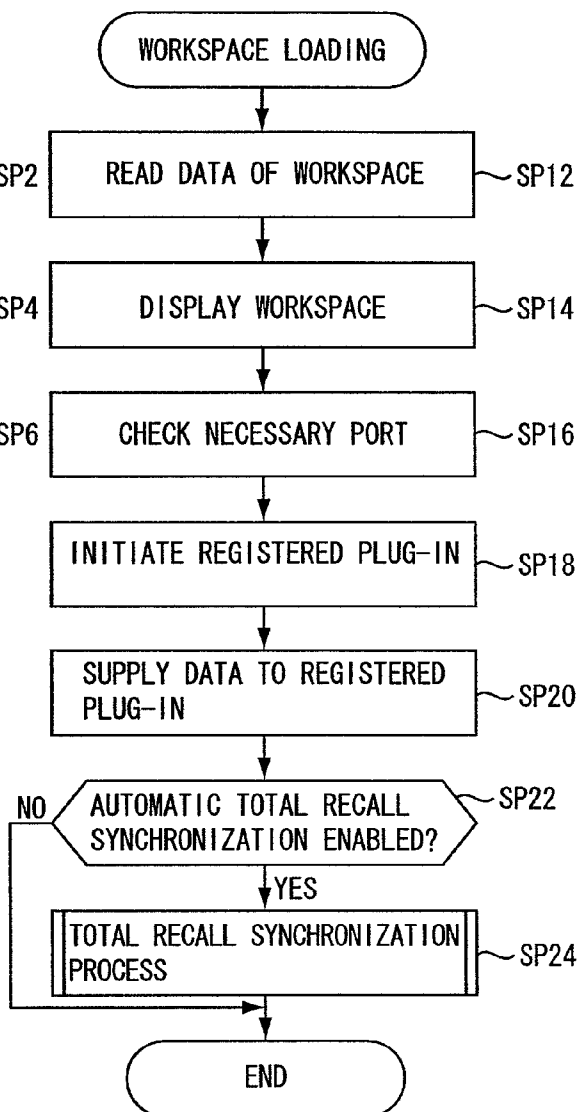 WORKSPACE LOADING
SP2 READ DATA OF WORKSPACE SP12
SP4 DISPLAY WORKSPACE SP14
SP6 CHECK NECESSARY PORT SP16
INITIATE REGISTERED PLUG-IN SP18
SUPPLY DATA TO REGISTERED
PLUG-IN SP20
NO AUTOMATIC TOTAL RECALL SP22
SYNCHRONIZATION ENABLED?
YES
TOTAL RECALL SYNCHRONIZATION
PROCESS SP24
END